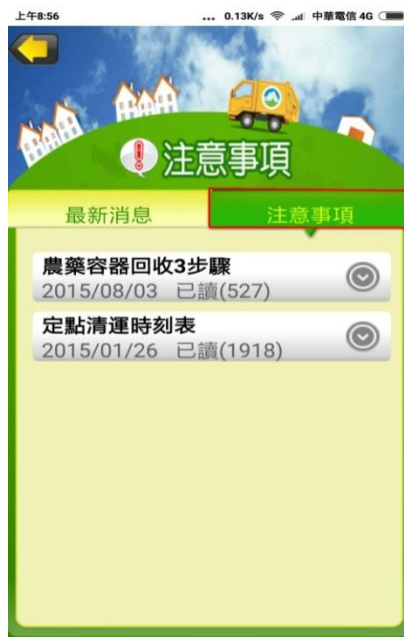 上午8:56 ... 0.13K/s 中華電信 4G
注意事項
最新消息 注意事項
農藥容器回收3步驟
2015/08/03 已讀(527)
定點清運時刻表
2015/01/26 已讀(1918)